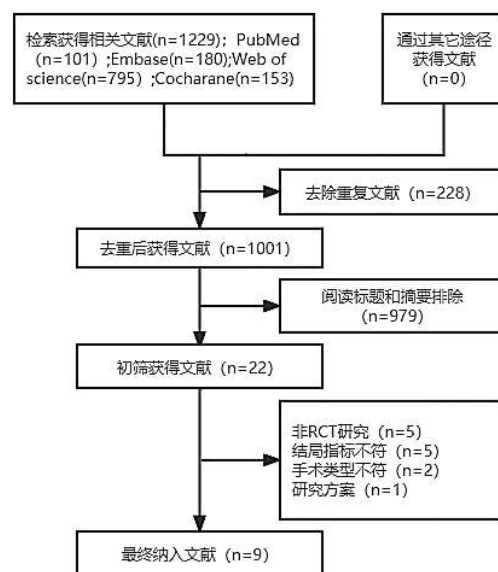 检索获得相关文献(n=1229)；PubMed
（n=101）;Embase(n=180);Web of
science(n=795）;Cocharane(n=153)
通过其它途径
获得文献
(n=0)
去除重复文献（n=228）
去重后获得文献（n=1001）
阅读标题和摘要排除
(n=979)
初筛获得文献（n=22）
非RCT研究（n=5）
结局指标不符（n=5）
手术类型不符（n=2）
研究方案（n=1）
最终纳入文献（n=9）